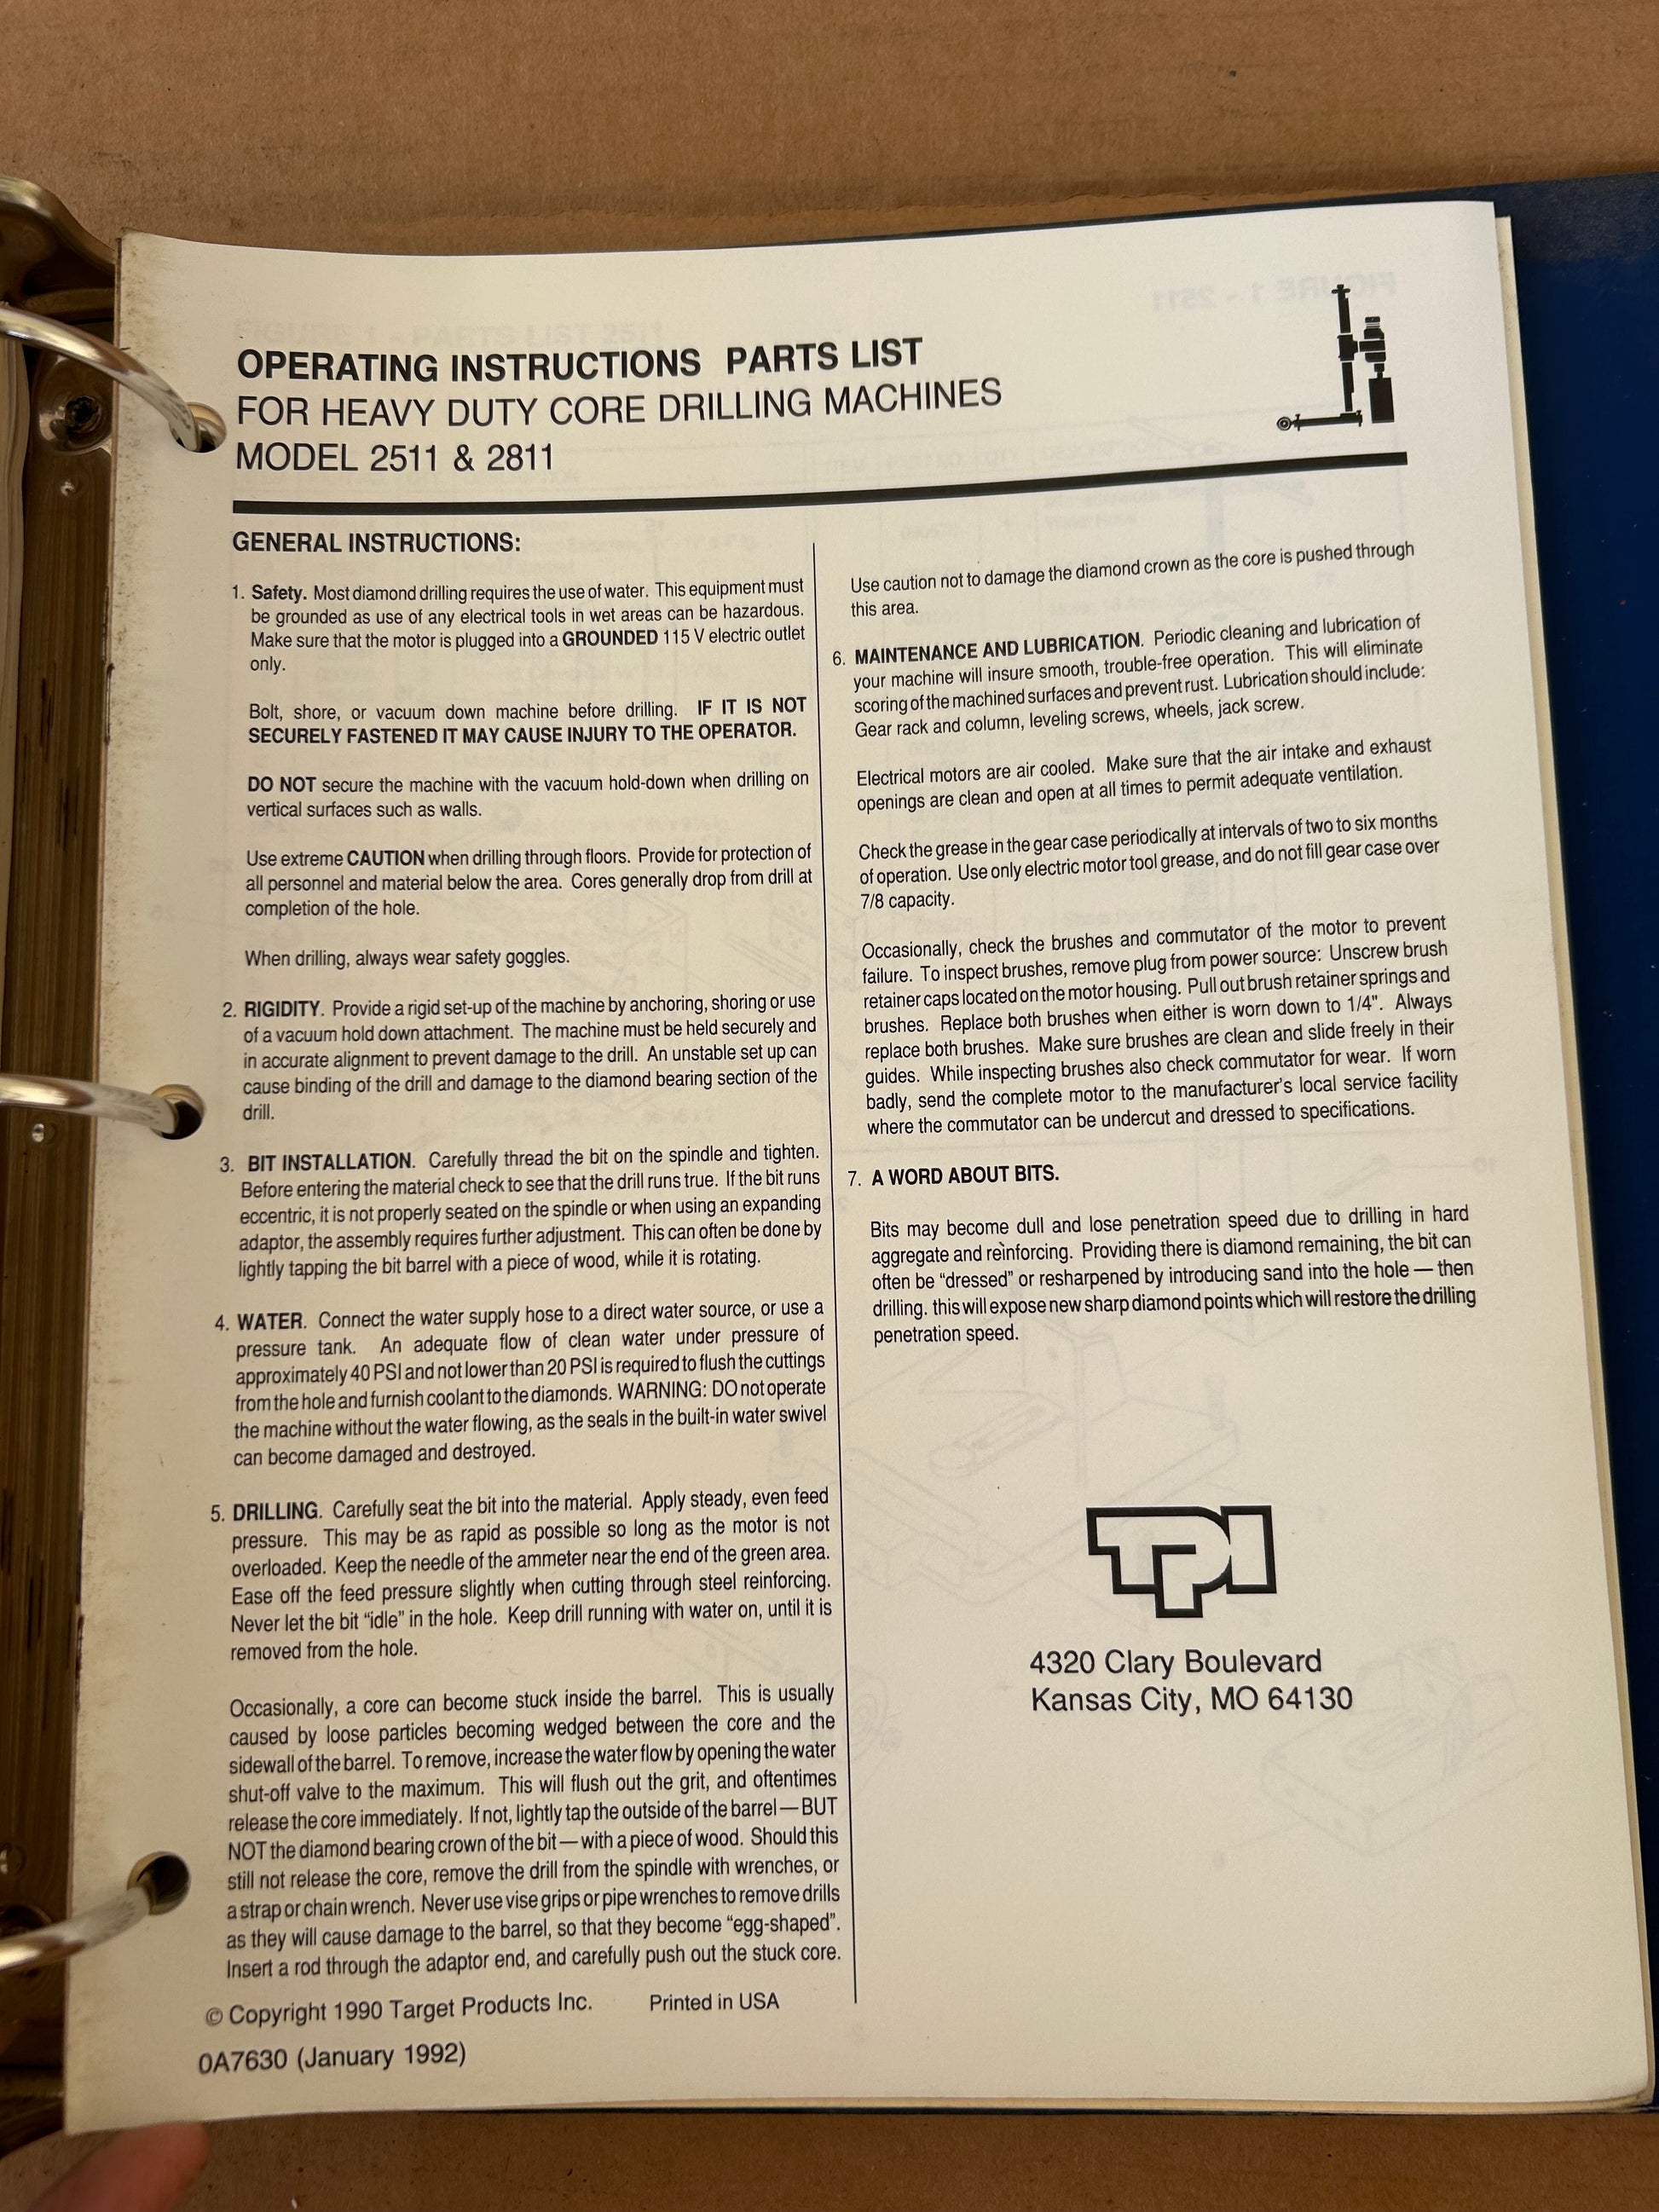 OPERATING INSTRUCTIONS PARTS LIST
FOR HEAVY DUTY CORE DRILLING MACHINES
MODEL 2511 & 2811
GENERAL INSTRUCTIONS:
1. Safety. Most diamond drilling requires the use of water. This equipment must
be grounded as use of any electrical tools in wet areas can be hazardous.
Make sure that the motor is plugged into a GROUNDED 115 V electric outlet
only.
Bolt, shore, or vacuum down machine before drilling. IF IT IS NOT
SECURELY FASTENED IT MAY CAUSE INJURY TO THE OPERATOR.
DO NOT secure the machine with the vacuum hold-down when drilling on
vertical surfaces such as walls.
Use extreme CAUTION when drilling through floors. Provide for protection of
all personnel and material below the area. Cores generally drop from drill at
completion of the hole.
When drilling, always wear safety goggles.
2. RIGIDITY. Provide a rigid set-up of the machine by anchoring, shoring or use
of a vacuum hold down attachment. The machine must be held securely and
in accurate alignment to prevent damage to the drill. An unstable set up can
cause binding of the drill and damage to the diamond bearing section of the
drill.
3. BIT INSTALLATION. Carefully thread the bit on the spindle and tighten.
Before entering the material check to see that the drill runs true. If the bit runs
eccentric, it is not properly seated on the spindle or when using an expanding
adaptor, the assembly requires further adjustment. This can often be done by
lightly tapping the bit barrel with a piece of wood, while it is rotating.
4. WATER. Connect the water supply hose to a direct water source, or use a
pressure tank. An adequate flow of clean water under pressure of
approximately 40 PSI and not lower than 20 PSI is required to flush the cuttings
from the hole and furnish coolant to the diamonds. WARNING: DO not operate
the machine without the water flowing, as the seals in the built-in water swivel
can become damaged and destroyed.
5. DRILLING. Carefully seat the bit into the material. Apply steady, even feed
pressure. This may be as rapid as possible so long as the motor is not
overloaded. Keep the needle of the ammeter near the end of the green area.
Ease off the feed pressure slightly when cutting through steel reinforcing.
Never let the bit “idle” in the hole. Keep drill running with water on, until it is
removed from the hole.
Occasionally, a core can become stuck inside the barrel. This is usually
caused by loose particles becoming wedged between the core and the
sidewall of the barrel. To remove, increase the water flow by opening the water
shut-off valve to the maximum. This will flush out the grit, and oftentimes
release the core immediately. If not, lightly tap the outside of the barrel — BUT
NOT the diamond bearing crown of the bit — with a piece of wood. Should this
still not release the core, remove the drill from the spindle with wrenches, or
a strap or chain wrench. Never use vise grips or pipe wrenches to remove drills
as they will cause damage to the barrel, so that they become “egg-shaped”.
Insert a rod through the adaptor end, and carefully push out the stuck core.
Use caution not to damage the diamond crown as the core is pushed through
this area.
6. MAINTENANCE AND LUBRICATION. Periodic cleaning and lubrication of
your machine will insure smooth, trouble-free operation. This will eliminate
scoring of the machined surfaces and prevent rust. Lubrication should include:
Gear rack and column, leveling screws, wheels, jack screw.
Electrical motors are air cooled. Make sure that the air intake and exhaust
openings are clean and open at all times to permit adequate ventilation.
Check the grease in the gear case periodically at intervals of two to six months
of operation. Use only electric motor tool grease, and do not fill gear case over
7/8 capacity.
Occasionally, check the brushes and commutator of the motor to prevent
failure. To inspect brushes, remove plug from power source: Unscrew brush
retainer caps located on the motor housing. Pull out brush retainer springs and
brushes. Replace both brushes when either is worn down to 1/4". Always
replace both brushes. Make sure brushes are clean and slide freely in their
guides. While inspecting brushes also check commutator for wear. If worn
badly, send the complete motor to the manufacturer's local service facility
where the commutator can be undercut and dressed to specifications.
7. A WORD ABOUT BITS.
Bits may become dull and lose penetration speed due to drilling in hard
aggregate and reinforcing. Providing there is diamond remaining, the bit can
often be “dressed” or resharpened by introducing sand into the hole — then
drilling. this will expose new sharp diamond points which will restore the drilling
penetration speed.
TPI
4320 Clary Boulevard
Kansas City, MO 64130
© Copyright 1990 Target Products Inc. Printed in USA
0A7630 (January 1992)